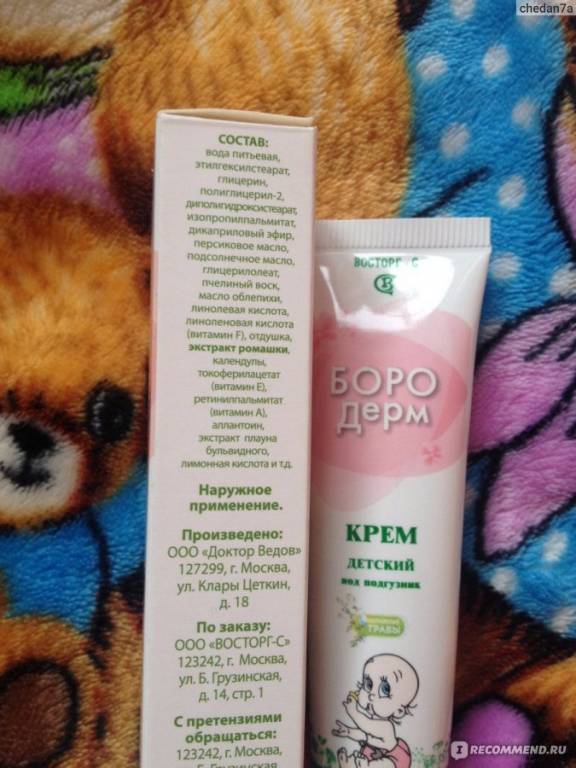 chedan7a
СОСТАВ:
вода питьевая,
этилгексилстеарат,
глицерин,
полиглицерил-2,
диполигидроксистеарат,
изопропилпальмитат,
дикаприловый эфир,
персиковое масло,
подсолнечное масло,
глицерилолеат,
пчелиный воск,
масло облепихи,
линолевая кислота,
линоленовая кислота
(витамин F), отдушка,
экстракт ромашки,
календулы,
токоферилацетат
(витамин Е),
ретинилпальмитат
(витамин А),
аллантоин,
экстракт плауна
бульвидного,
лимонная кислота и т.д.
Наружное
применение.
Произведено:
ООО «Доктор Ведов»
127299, г. Москва,
ул. Клары Цеткин,
д. 18
По заказу:
ООО «ВОСТОРГ-С»
123242, г. Москва,
ул. Б. Грузинская,
д. 14, стр. 1
С претензиями
обращаться:
123242, г. Москва,
ул. Б. Грузинская
ВОСТОРГ-С
БОРО
Дерм
КРЕМ
ДЕТСКИЙ
под подгузник
ТРАВЫ
IRECOMMEND.RU